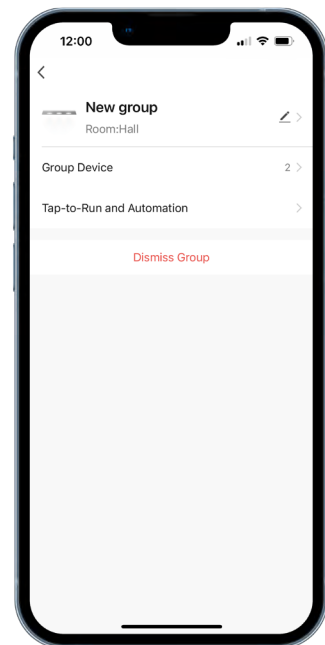 12:00
New group
Room:Hall
Group Device 2
Tap-to-Run and Automation
Dismiss Group